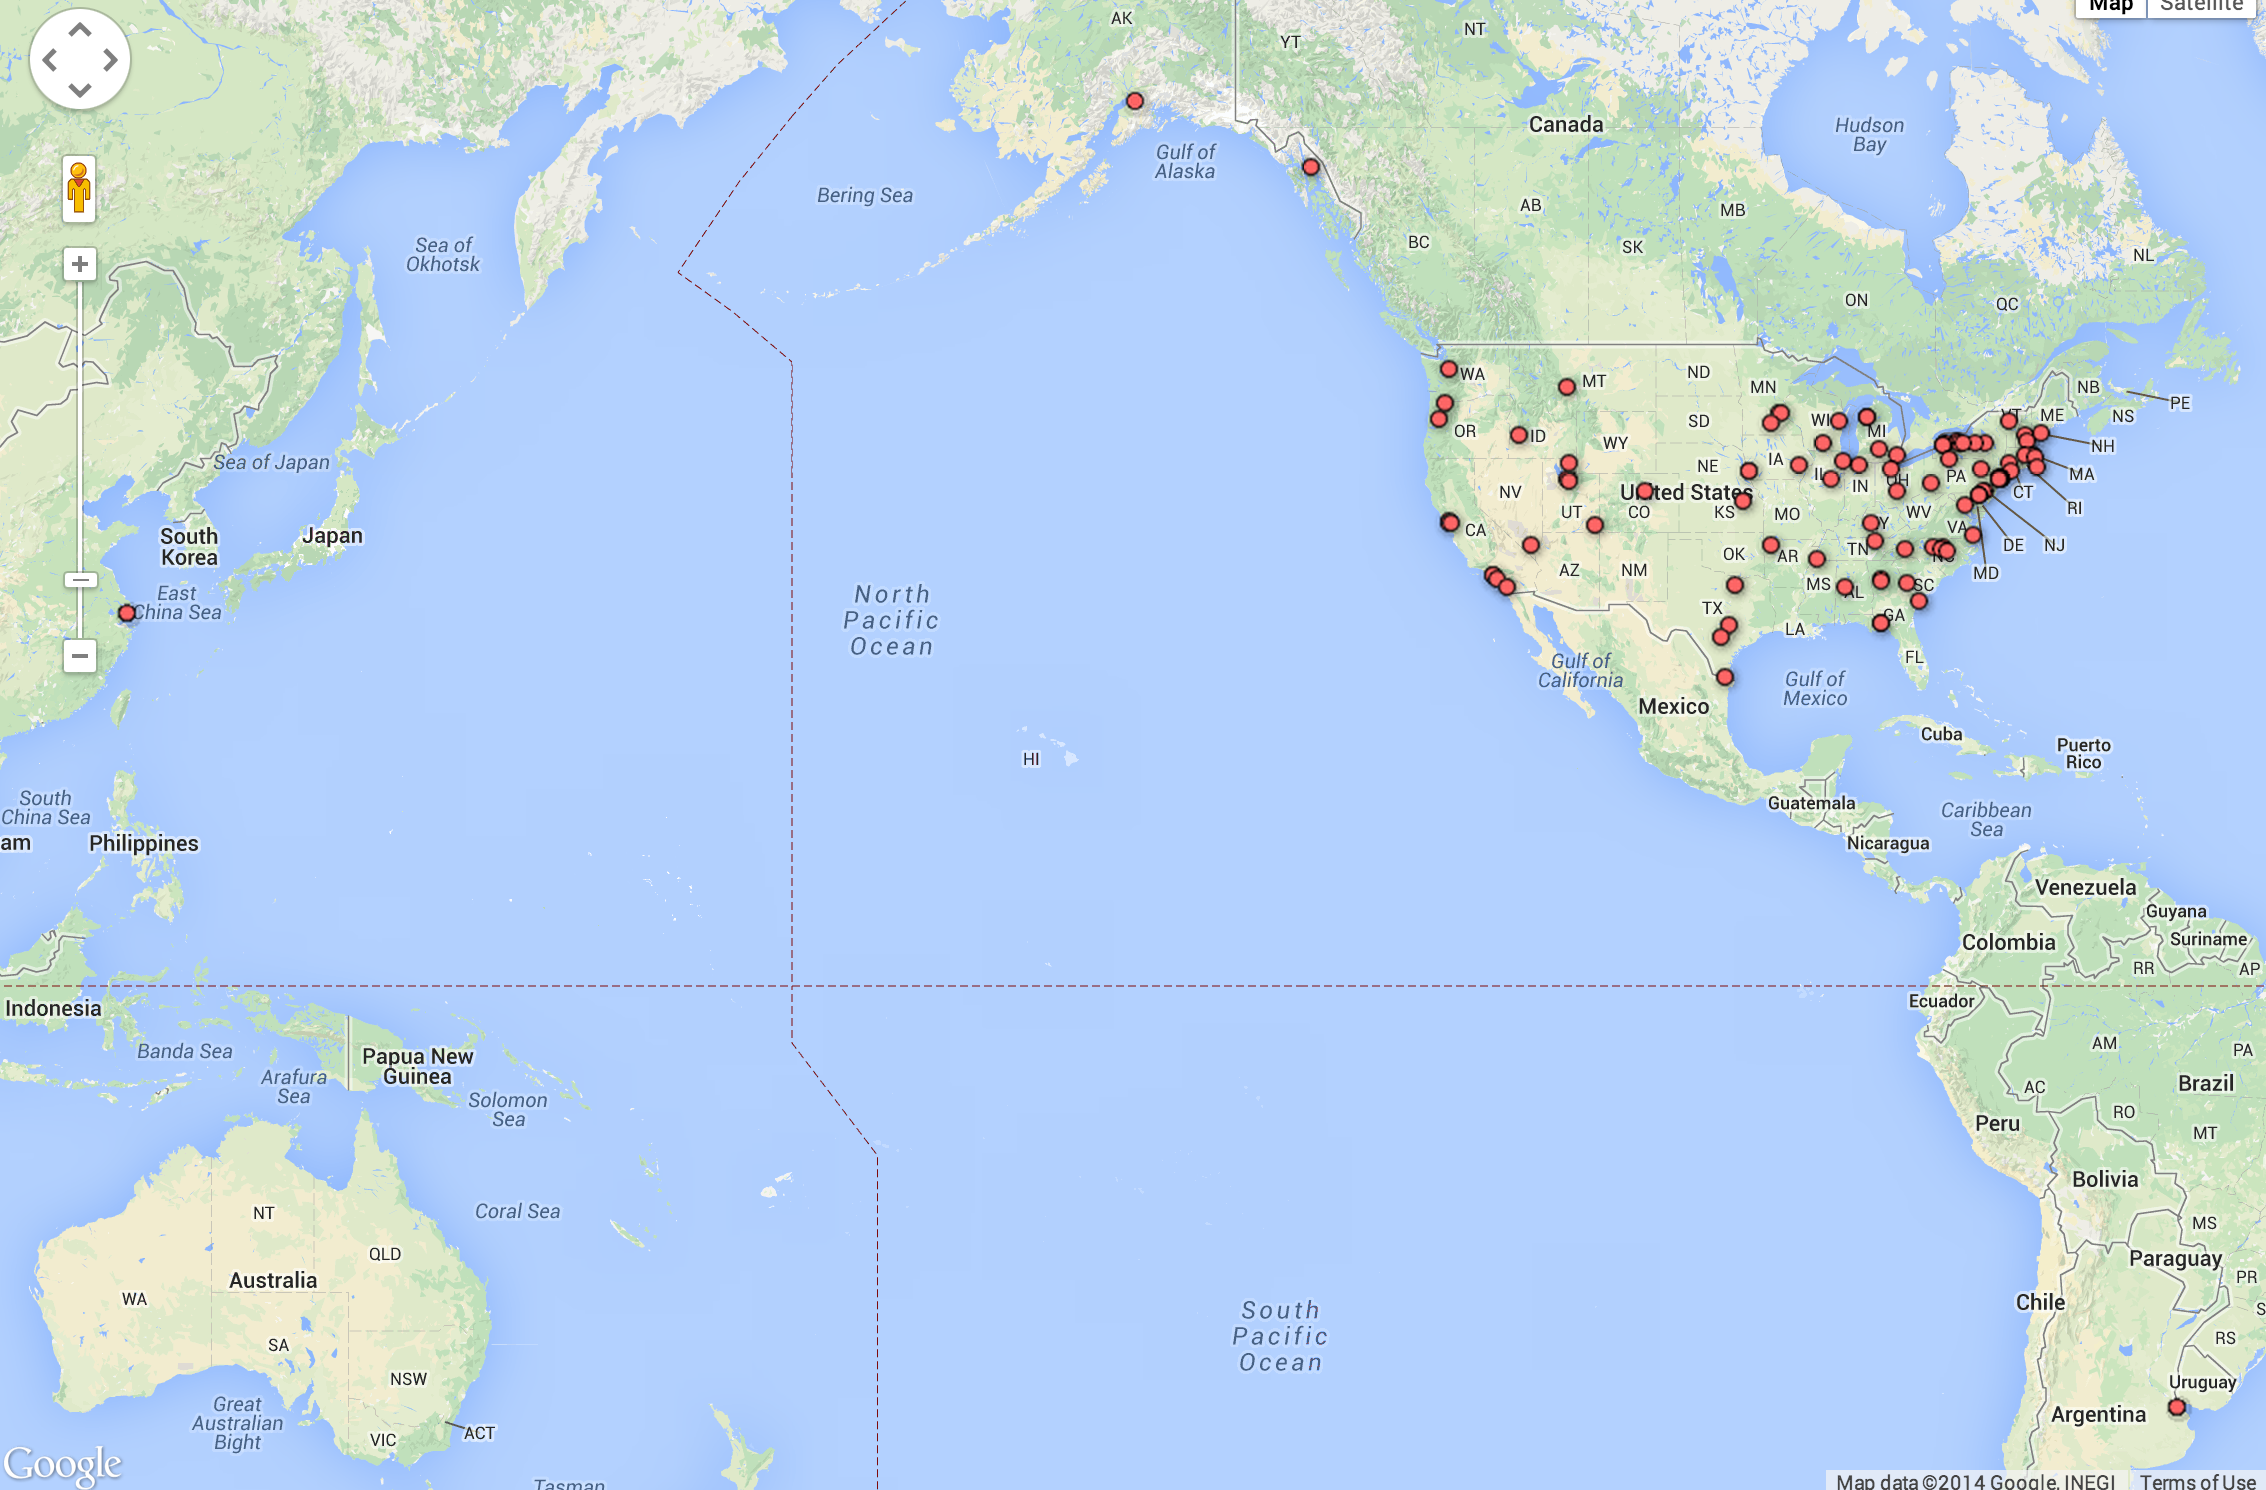 Map
Satellite
AK
YT
NT
Canada
Hudson
Bay
Gulf of
Alaska
Bering Sea
AB
MB
BC
SK
Sea of
Okhotsk
NL
ON
QC
WA
MT
ND
MN
NB
PE
OR
ID
SD
WI
MI
VT
ME
NS
WY
NH
Sea of Japan
NE
IA
PA
MA
NV
United States
IN
OH
CT
UT
CO
KS
MO
WV
RI
South
Korea
Japan
CA
VA
OK
AR
TN
DE
NJ
AZ
NM
NC
MD
East
China Sea
North
Pacific
Ocean
MS
AL
SC
TX
GA
LA
FL
Gulf of
California
Gulf of
Mexico
Mexico
HI
Cuba
Puerto
Rico
South
China Sea
Guatemala
Caribbean
Sea
am
Philippines
Nicaragua
Venezuela
Guyana
Colombia
Suriname
RR
AP
Indonesia
Ecuador
Banda Sea
Papua New
Guinea
AM
PA
Arafura
Sea
Solomon
Sea
AC
Brazil
RO
Peru
MT
Bolivia
NT
Coral Sea
MS
QLD
Paraguay
Australia
PR
WA
Chile
South
Pacific
Ocean
S
SA
RS
NSW
Uruguay
Great
Australian
Bight
Argentina
ACT
VIC
Google
Tasman
Map data ©2014 Google, INEGI
Terms of Use